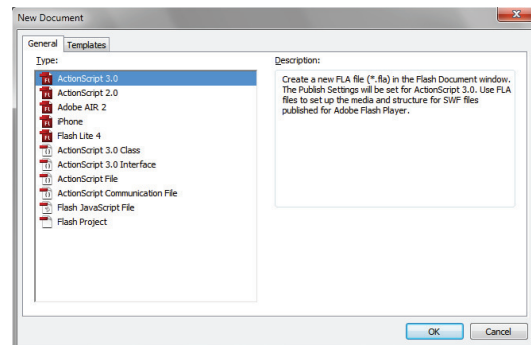 New Document
General Templates
Type:
ActionScript 3.0
ActionScript 2.0
Adobe AIR 2
iPhone
Flash Lite 4
ActionScript 3.0 Class
ActionScript 3.0 Interface
ActionScript File
ActionScript Communication File
Flash JavaScript File
Flash Project
Description:
Create a new FLA file (*.fla) in the Flash Document window.
The Publish Settings will be set for ActionScript 3.0. Use FLA
files to set up the media and structure for SWF files
published for Adobe Flash Player.
OK Cancel